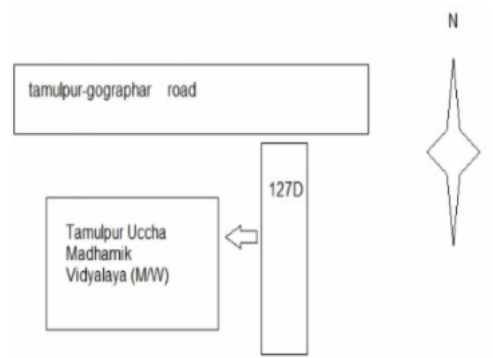 N
tamulpur-gographar road
127D
Tamulpur Uccha
Madhamik
Vidyalaya (M/W)